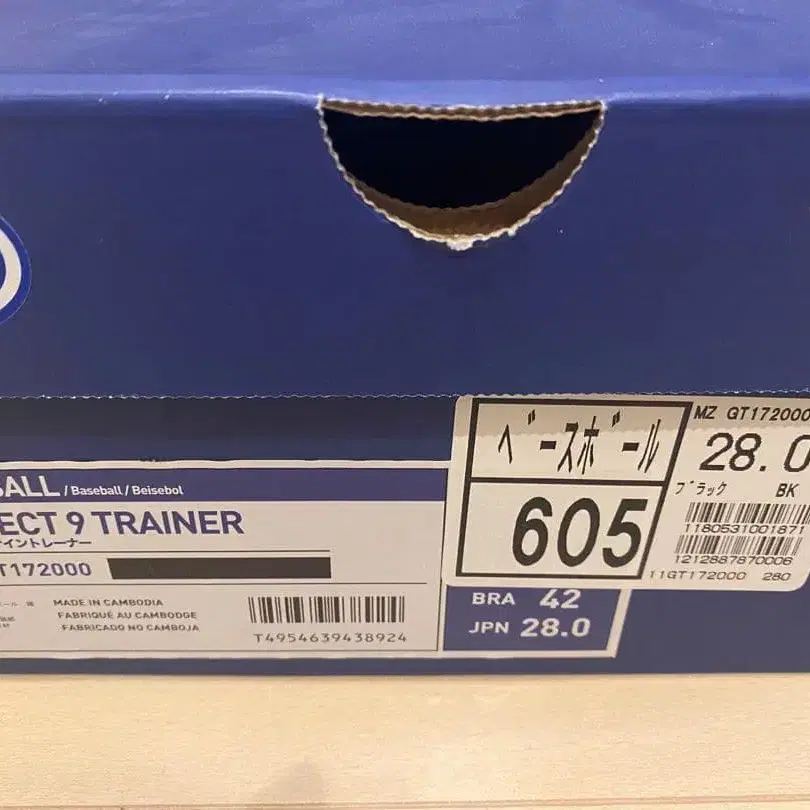 ベースボール
605
MZ GT172000
28.0
ブラック BK
1180531001871
1212887870006
11GT172000 280
BALL / Baseball / Beisebol
ECT 9 TRAINER
イントレーナー
T172000
MADE IN CAMBODIA
FABRIQUÉ AU CAMBODGE
FABRICADO NO CAMBOJA
T4954639438924
BRA 42
JPN 28.0